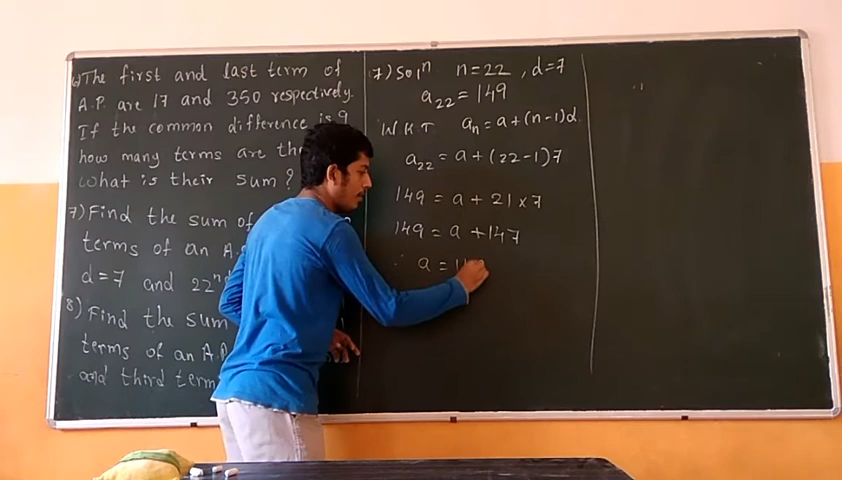 6) The first and last term of
A.P. are 17 and 350 respectively.
If the common difference is 9
how many terms are
What is their sum?
7) Find the sum of
terms of an
d = 7 and 22
8) Find the sum
terms of an A.P
and third term
7) Solⁿ n = 22 , d = 7
a₂₂ = 149
W K T aₙ = a + (n-1)d.
a₂₂ = a + (22-1)7
149 = a + 21 × 7
149 = a + 147
∴ a =